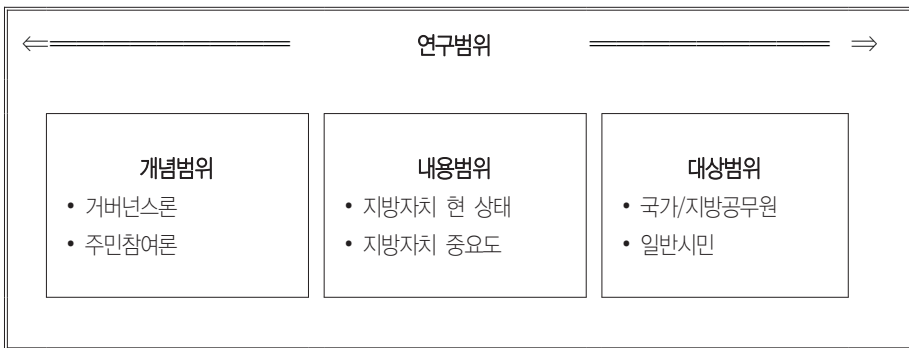 연구범위
개념범위
• 거버넌스론
• 주민참여론
내용범위
• 지방자치 현 상태
• 지방자치 중요도
대상범위
• 국가/지방공무원
• 일반시민